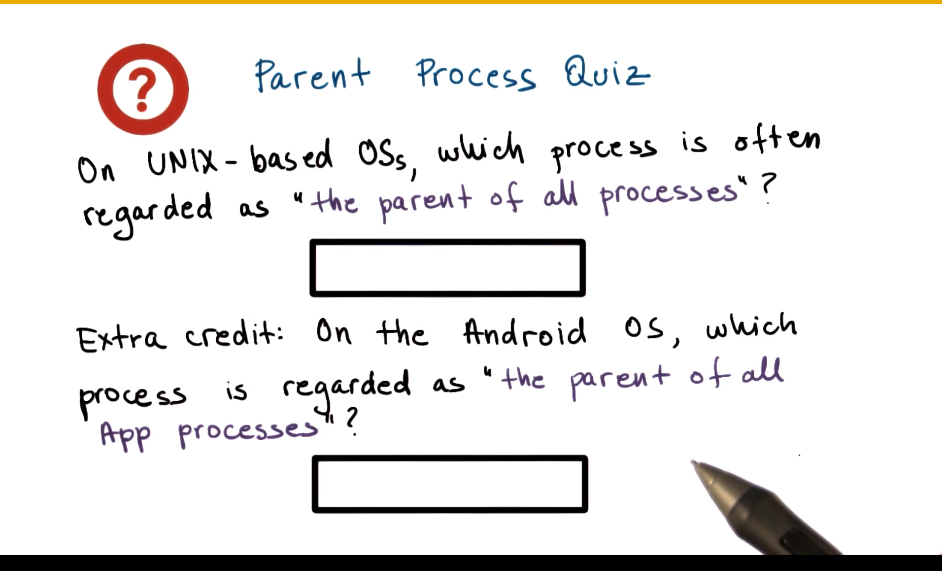 ?
Parent Process Quiz
On UNIX-based OSs, which process is often
regarded as "the parent of all processes"?
Extra credit: On the Android OS, which
process is regarded as "the parent of all
App processes"?